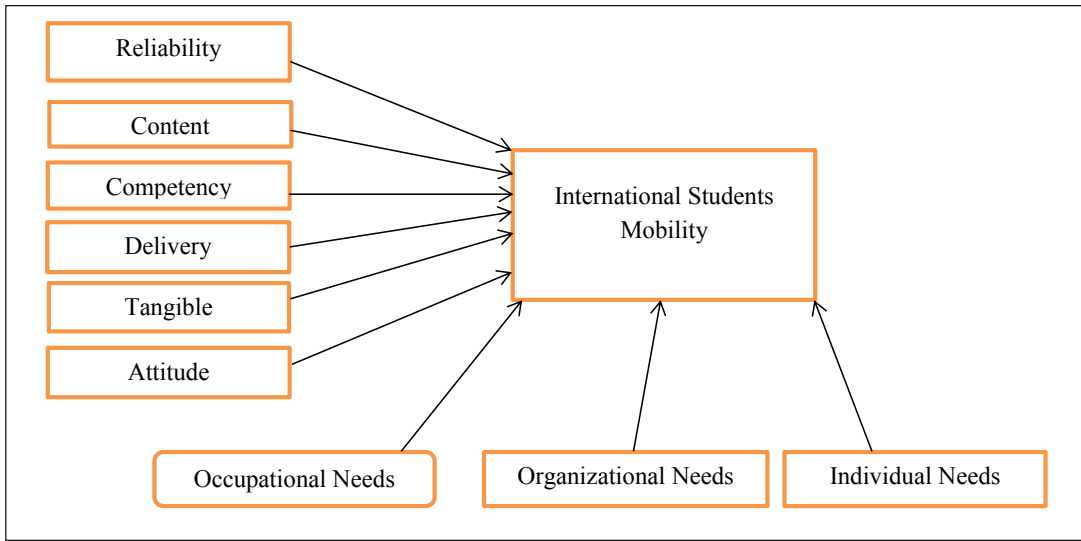 Reliability
Content
Competency
Delivery
Tangible
Attitude
International Students
Mobility
Occupational Needs
Organizational Needs
Individual Needs